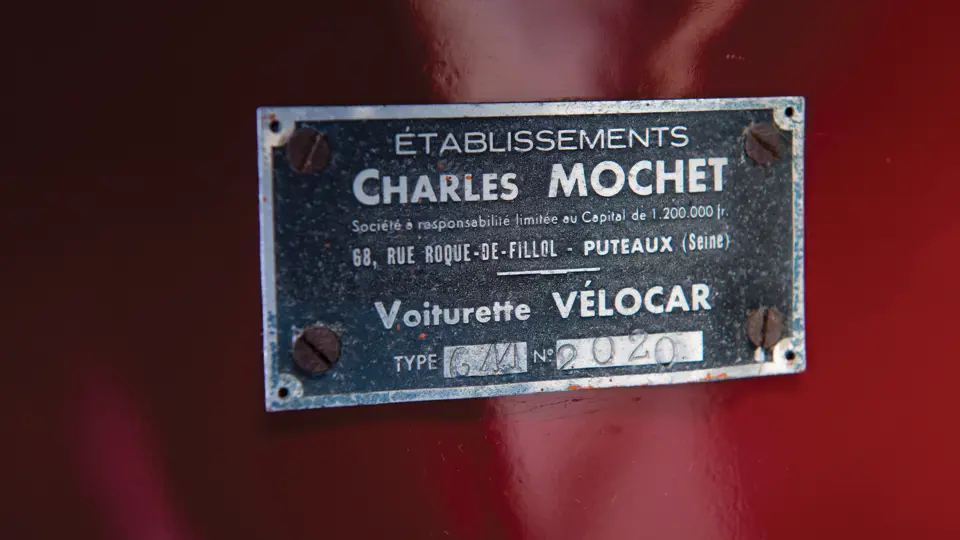 ÉTABLISSEMENTS
CHARLES MOCHET
Société à responsabilité limitée au Capital de 1.200.000 fr.
68, RUE ROQUE-DE-FILLOL - PUTEAUX (Seine)
Voiturette VÉLOCAR
TYPE CM N° 2020